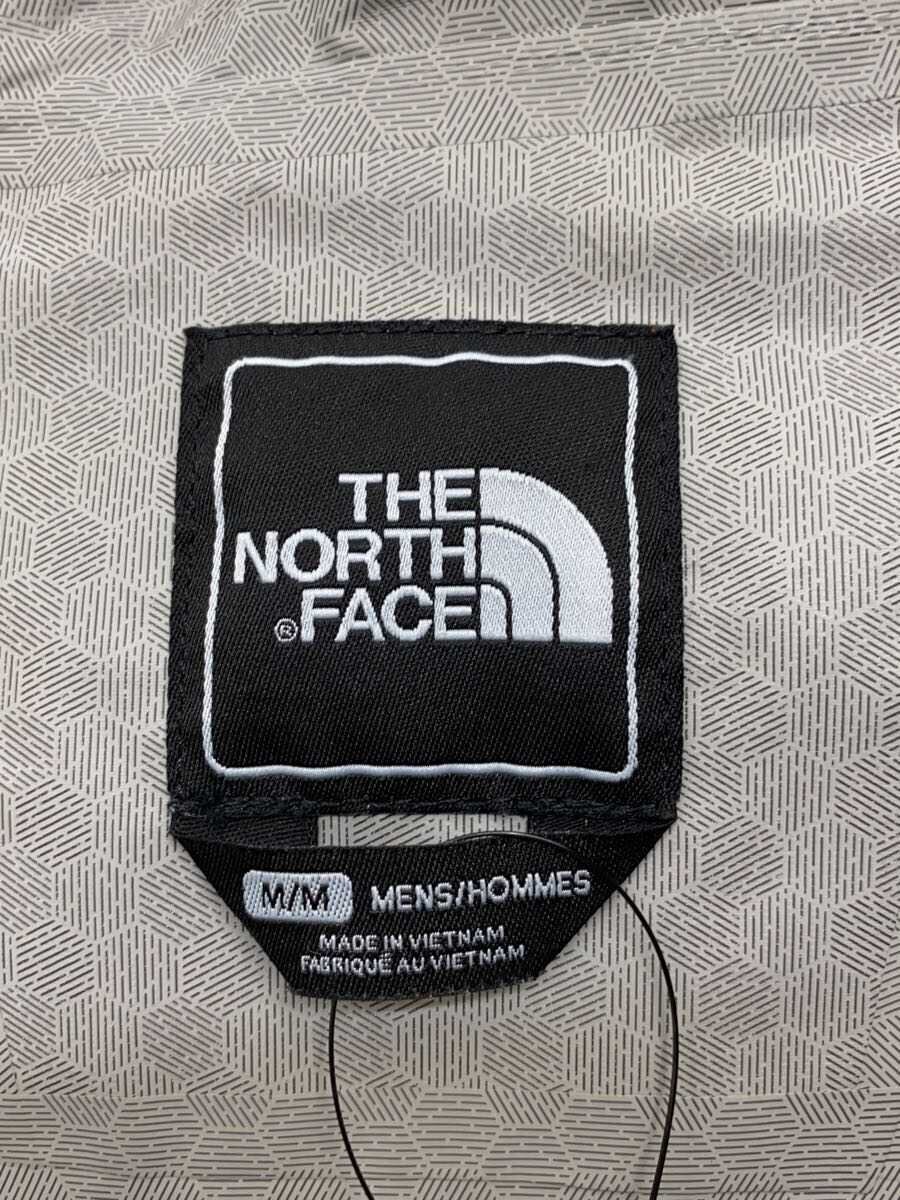 THE
NORTH
®FACE
M/M MENS/HOMMES
MADE IN VIETNAM
FABRIQUÉ AU VIETNAM